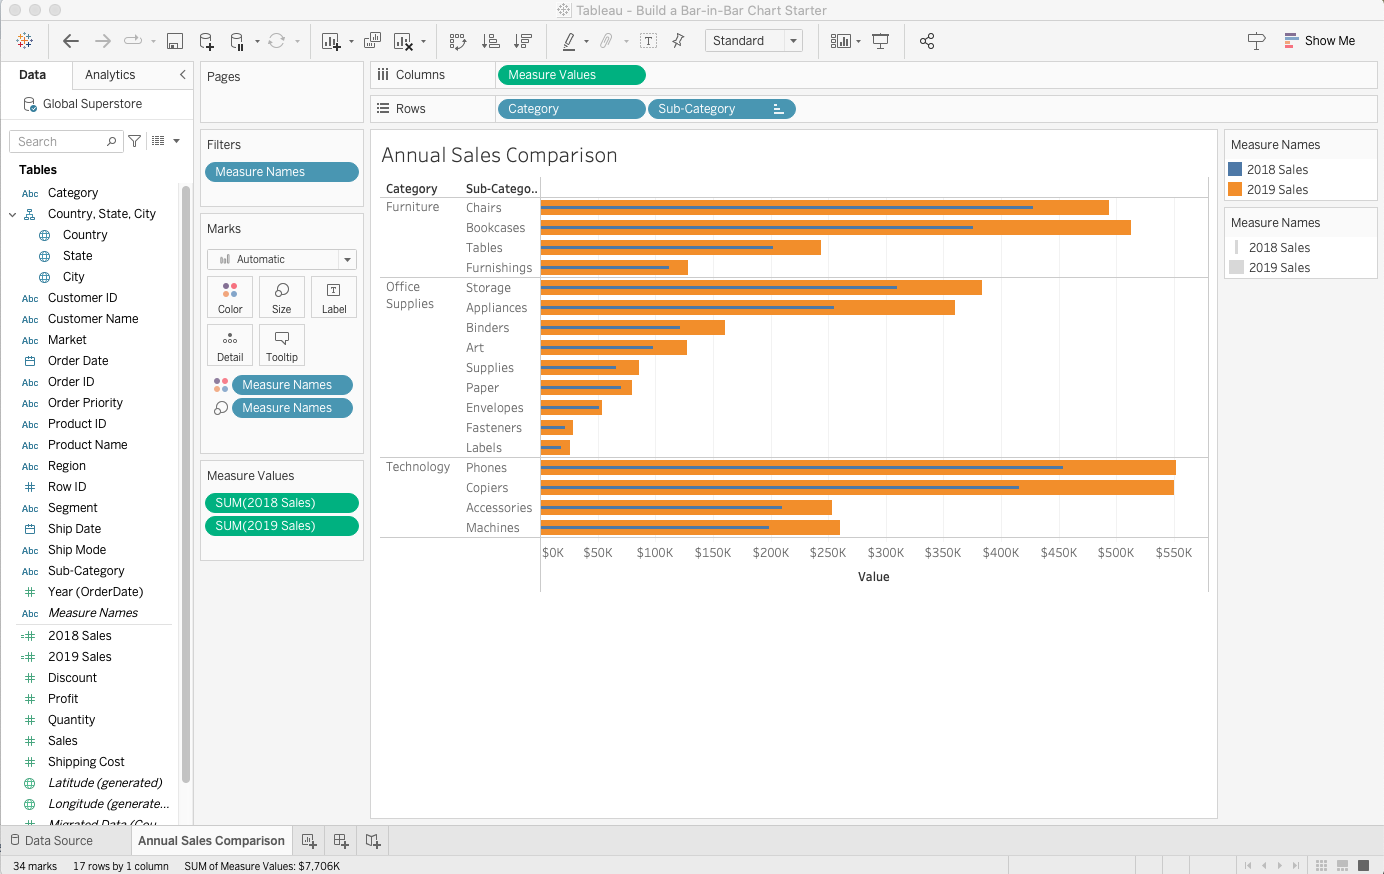 Tableau - Build a Bar-in-Bar Chart Starter
Standard
Show Me
Data
Analytics
Global Superstore
Search
Tables
Abc Category
Country, State, City
Country
State
City
Abc Customer ID
Abc Customer Name
Abc Market
Order Date
Abc Order ID
Abc Order Priority
Abc Product ID
Abc Product Name
Abc Region
# Row ID
Abc Segment
Ship Date
Abc Ship Mode
Abc Sub-Category
# Year (OrderDate)
Abc Measure Names
=# 2018 Sales
=# 2019 Sales
# Discount
# Profit
# Quantity
# Sales
# Shipping Cost
Latitude (generated)
Longitude (generate...
Migrated Data (Cou
Pages
Filters
Measure Names
Marks
Automatic
Color
Size
Label
Detail
Tooltip
Measure Names
Measure Names
Measure Values
SUM(2018 Sales)
SUM(2019 Sales)
Columns
Measure Values
Rows
Category
Sub-Category
Annual Sales Comparison
Category Sub-Catego..
Furniture Chairs
Bookcases
Tables
Furnishings
Office Supplies Storage
Appliances
Binders
Art
Supplies
Paper
Envelopes
Fasteners
Labels
Technology Phones
Copiers
Accessories
Machines
$0K $50K $100K $150K $200K $250K $300K $350K $400K $450K $500K $550K
Value
Measure Names
2018 Sales
2019 Sales
Measure Names
2018 Sales
2019 Sales
Data Source
Annual Sales Comparison
34 marks 17 rows by 1 column SUM of Measure Values: $7,706K